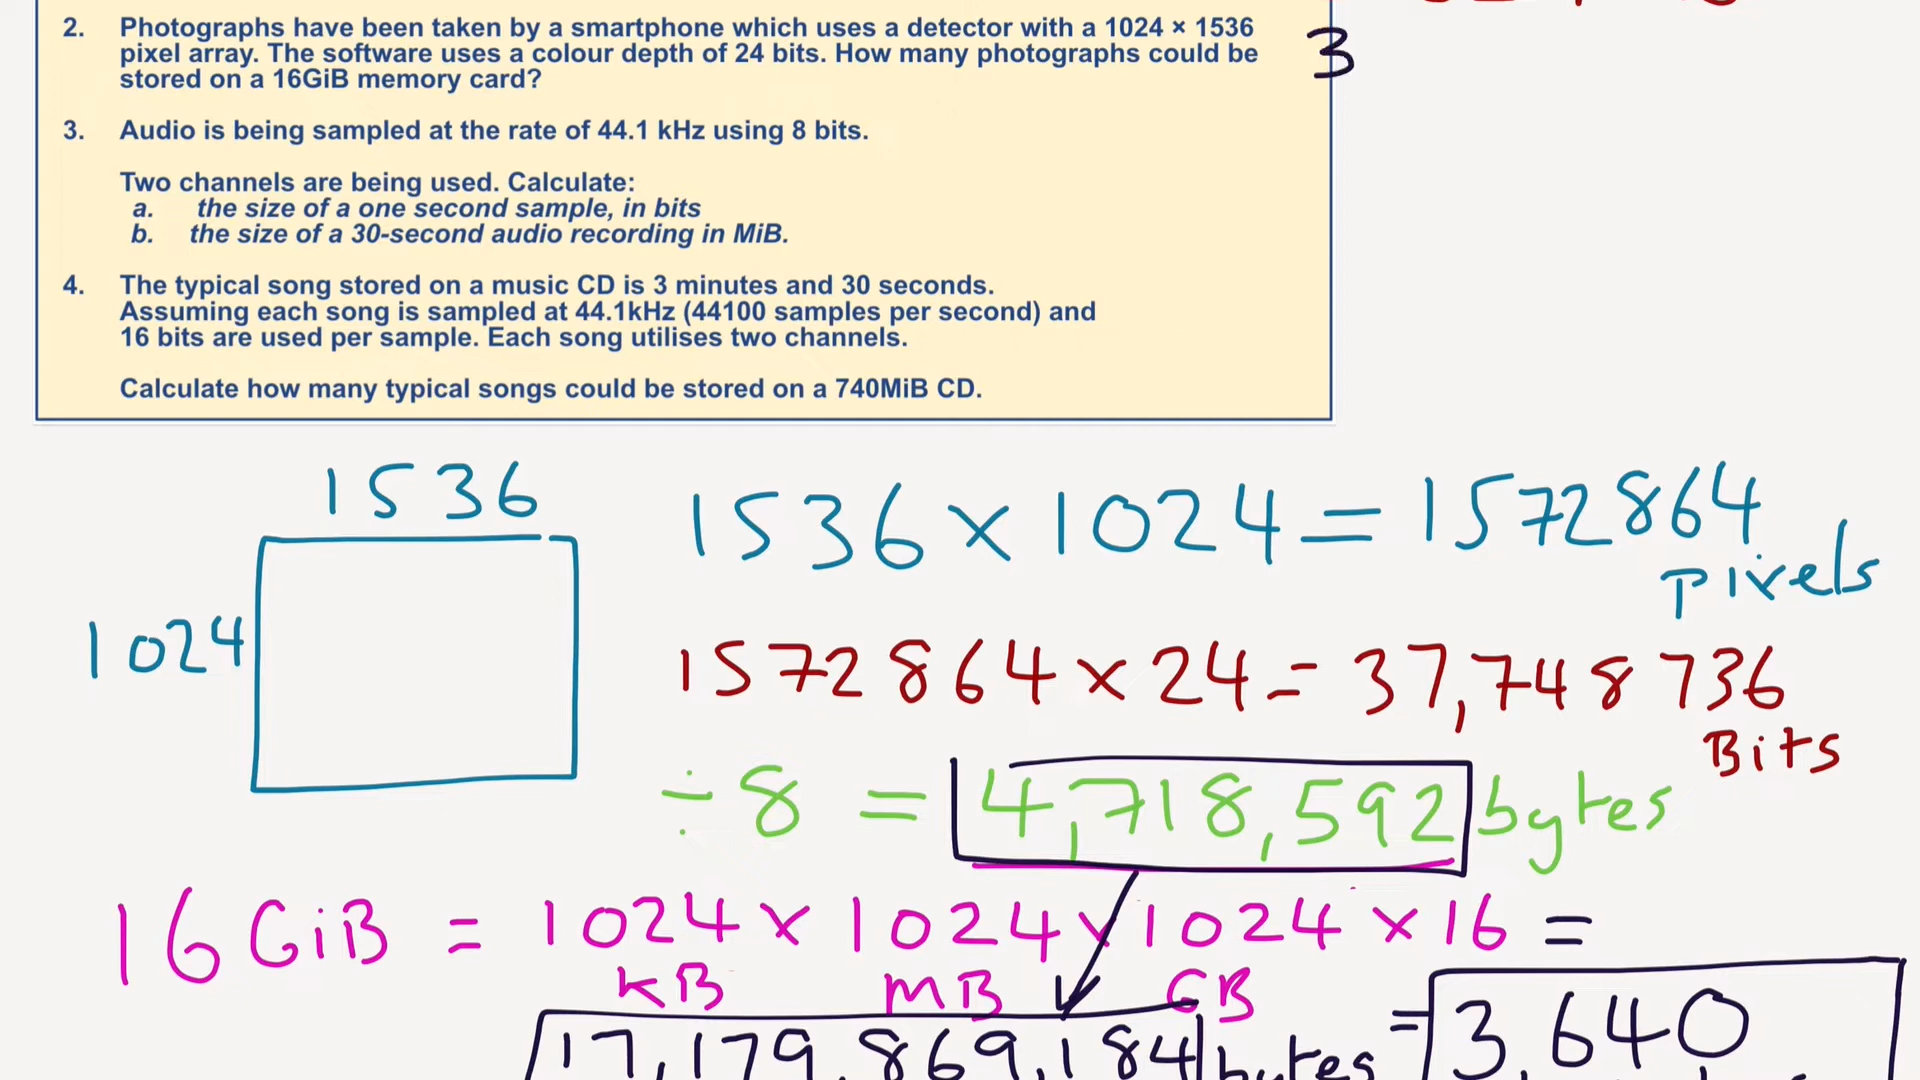 2. Photographs have been taken by a smartphone which uses a detector with a 1024 × 1536
pixel array. The software uses a colour depth of 24 bits. How many photographs could be
stored on a 16GiB memory card?
3
3. Audio is being sampled at the rate of 44.1 kHz using 8 bits.
Two channels are being used. Calculate:
a. the size of a one second sample, in bits
b. the size of a 30-second audio recording in MiB.
4. The typical song stored on a music CD is 3 minutes and 30 seconds.
Assuming each song is sampled at 44.1kHz (44100 samples per second) and
16 bits are used per sample. Each song utilises two channels.
Calculate how many typical songs could be stored on a 740MiB CD.
1536
1024
1536 × 1024 = 1572864
Pixels
1572864 × 24 = 37,748 736
Bits
÷ 8 = 4,718,592 bytes
16 GiB = 1024 × 1024 × 1024 × 16 =
KB MB GB
17,179,869,184 bytes = 3,640